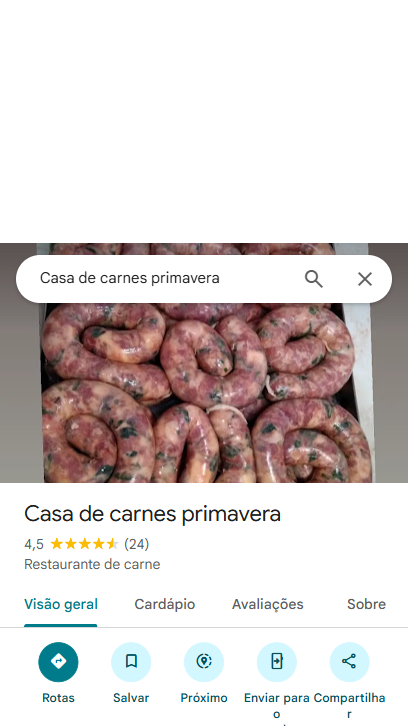 Casa de carnes primavera
Casa de carnes primavera
4,5 (24)
Restaurante de carne
Visão geral Cardápio Avaliações Sobre
Rotas Salvar Próximo Enviar para o Compartilhar